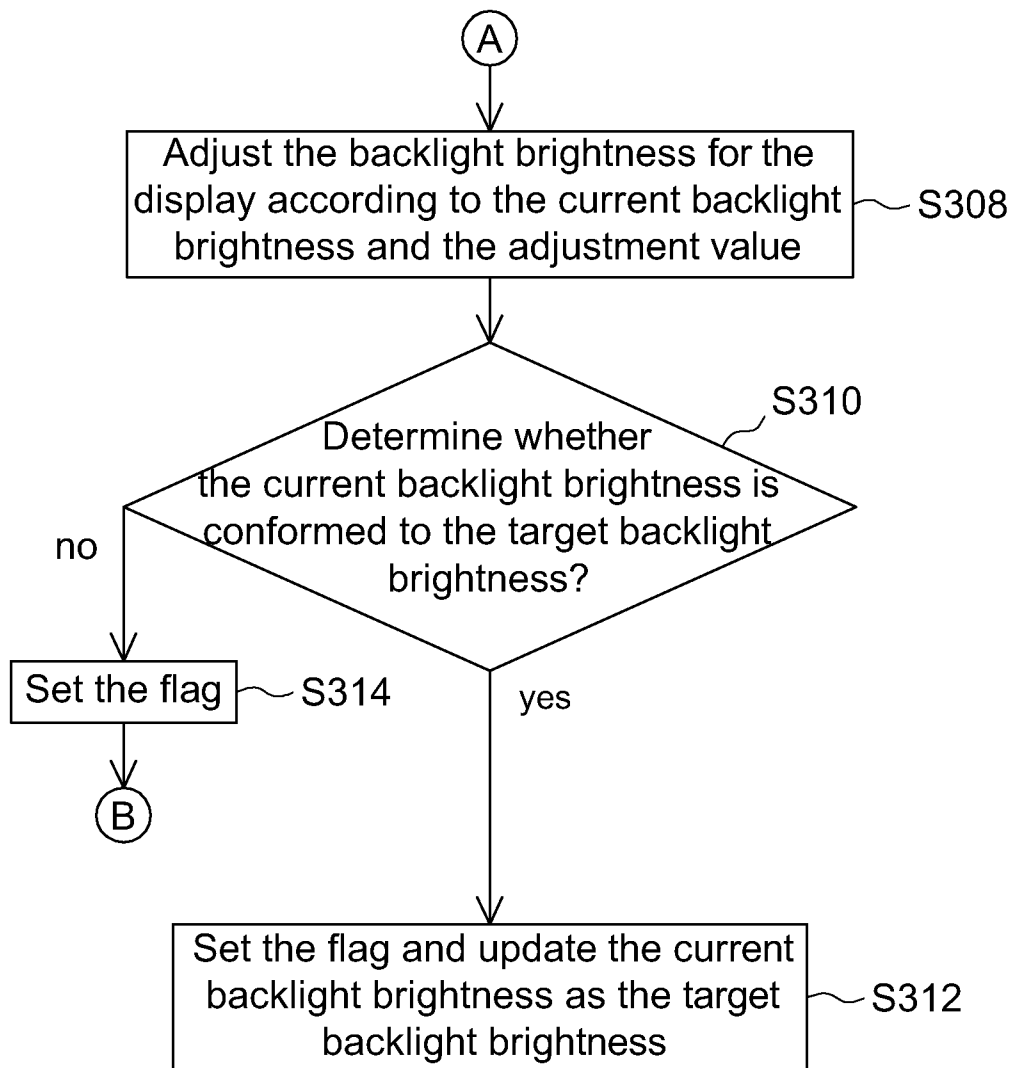 A
Adjust the backlight brightness for the
display according to the current backlight
brightness and the adjustment value
S308
S310
Determine whether
the current backlight brightness is
conformed to the target backlight
brightness?
no
Set the flag
S314
yes
B
Set the flag and update the current
backlight brightness as the target
backlight brightness
S312